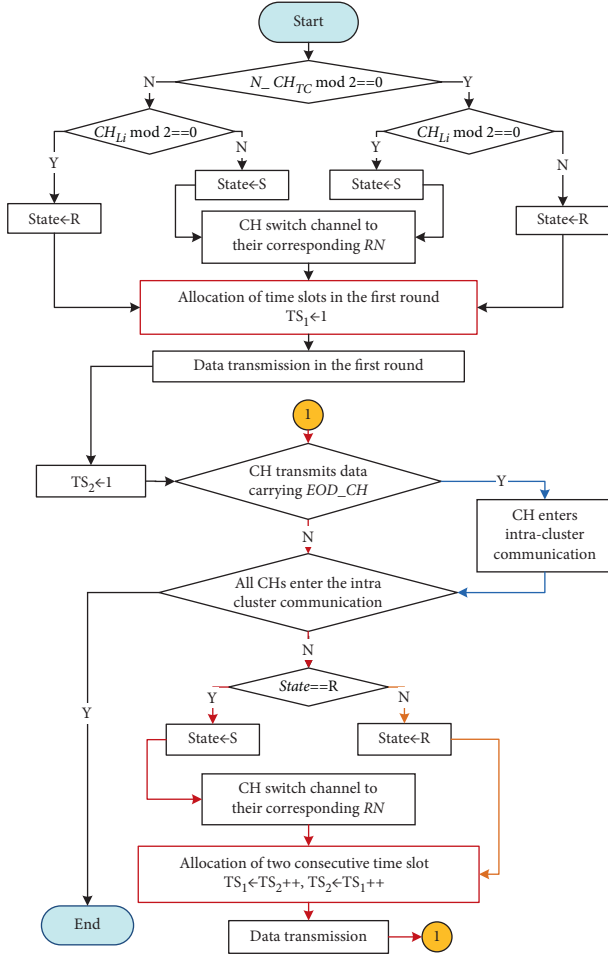 Start
N_ CH_TC mod 2==0
N
Y
CH_Li mod 2==0
CH_Li mod 2==0
Y
N
Y
N
State←S
State←S
State←R
State←R
CH switch channel to
their corresponding RN
Allocation of time slots in the first round
TS_1←1
Data transmission in the first round
1
TS_2←1
CH transmits data
carrying EOD_CH
Y
CH enters
intra-cluster
communication
N
All CHs enter the intra
cluster communication
N
State==R
Y
N
Y
State←S
State←R
CH switch channel to
their corresponding RN
Allocation of two consecutive time slot
TS_1←TS_2++, TS_2←TS_1++
End
Data transmission
1